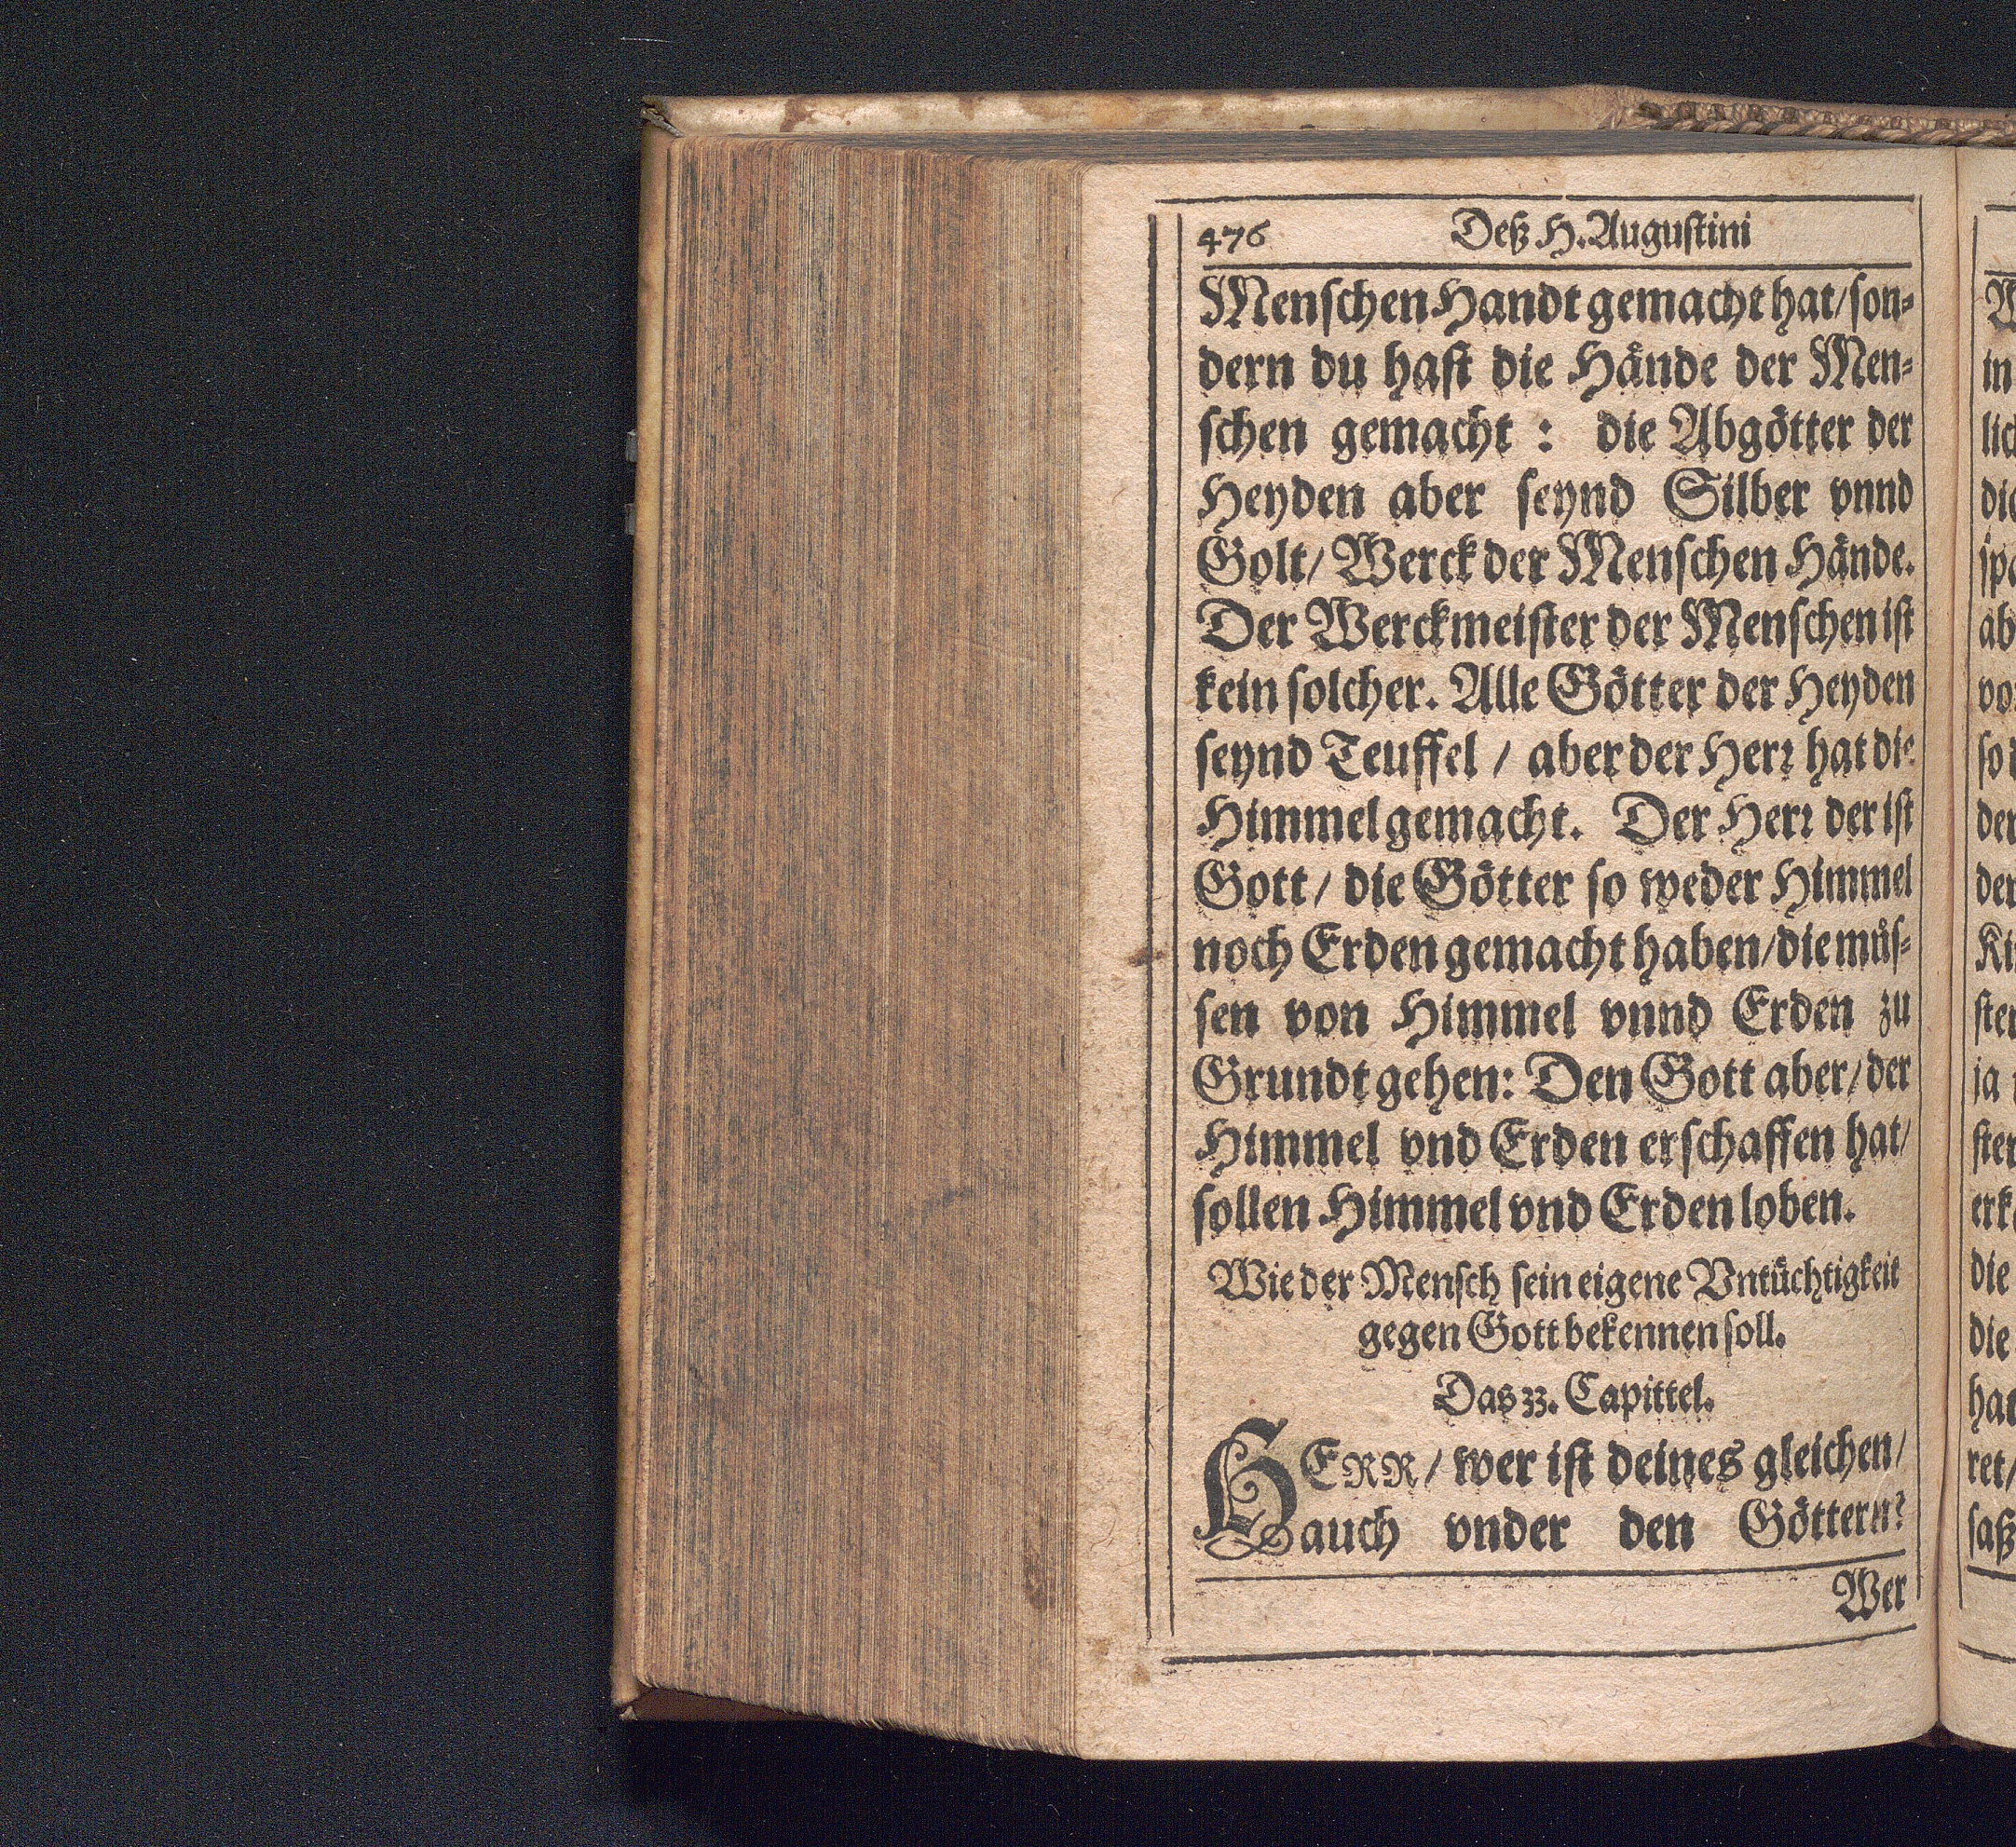 476 Deß H. Augustini
Menschen Handt gemacht hat/ son-
dern du hast die Hände der Men-
schen gemacht : die Abgötter der
Heyden aber seynd Silber vnnd
Golt/ Werck der Menschen Hände.
Der Werckmeister der Menschen ist
kein solcher. Alle Götter der Heyden
seynd Teuffel / aber der Herr hat die
Himmel gemacht. Der Herr der ist
Gott/ die Götter so weder Himmel
noch Erden gemacht haben/ die müs-
sen von Himmel vnnd Erden zu
Grundt gehen: Den Gott aber/ der
Himmel vnd Erden erschaffen hat/
sollen Himmel vnd Erden loben.
Wie der Mensch sein eigene Vntüchtigkeit
gegen Gott bekennen soll.
Das 33. Capittel.
HERR/ wer ist deines gleichen/
auch vnder den Göttern?
Wer